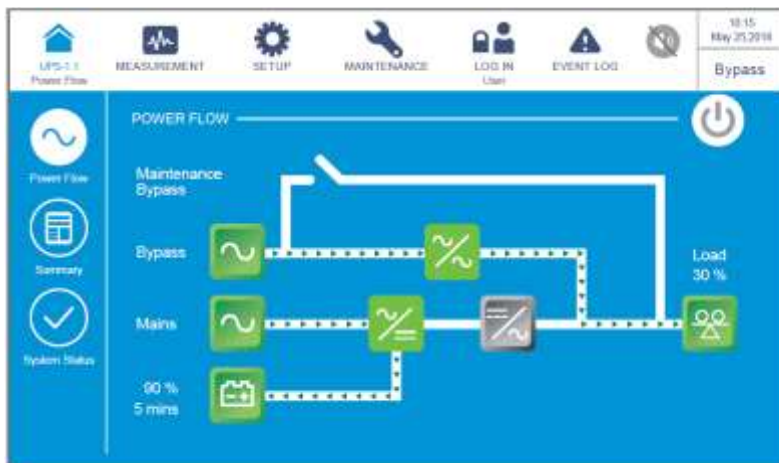 UPS-1.1
Power Flow
MEASUREMENT
SETUP
MAINTENANCE
LOG IN
User
EVENT LOG
10:15
May 25,2016
Bypass
POWER FLOW
Power Flow
Summary
System Status
Maintenance
Bypass
Bypass
Load
30 %
Mains
90 %
5 mins